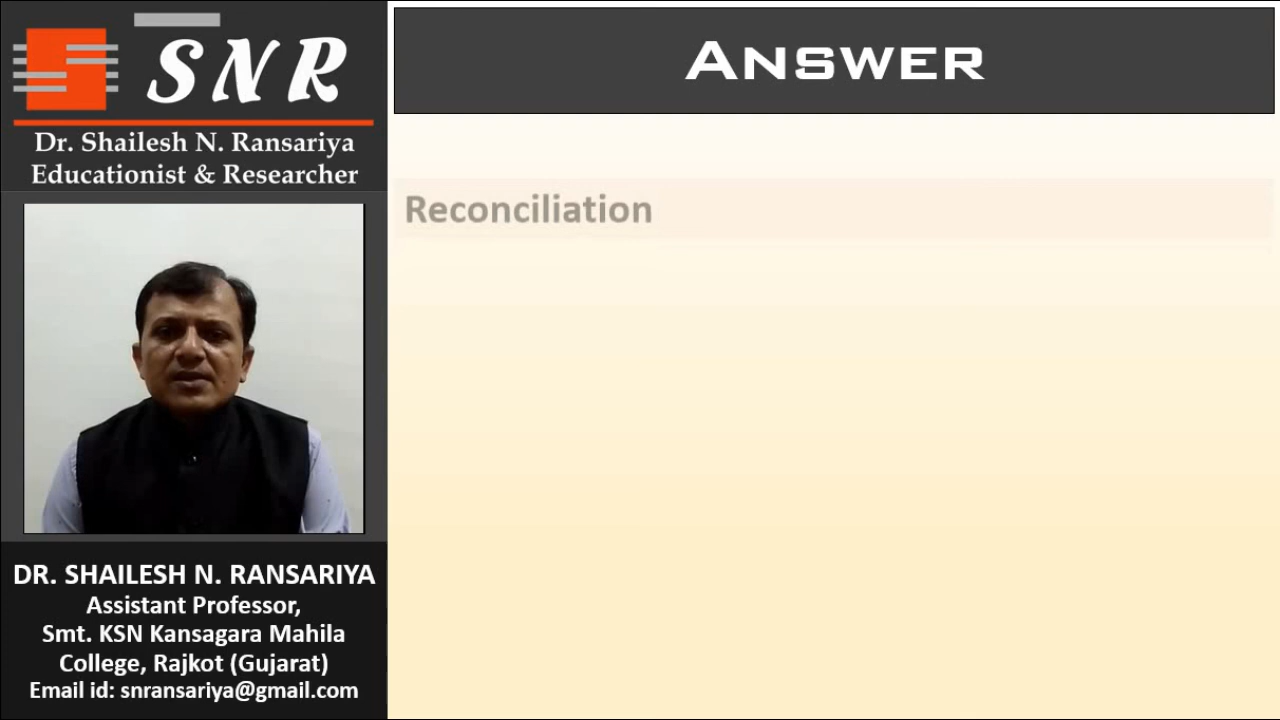 SNR
Dr. Shailesh N. Ransariya
Educationist & Researcher
DR. SHAILESH N. RANSARIYA
Assistant Professor,
Smt. KSN Kansagara Mahila
College, Rajkot (Gujarat)
Email id: snransariya@gmail.com
ANSWER
Reconciliation